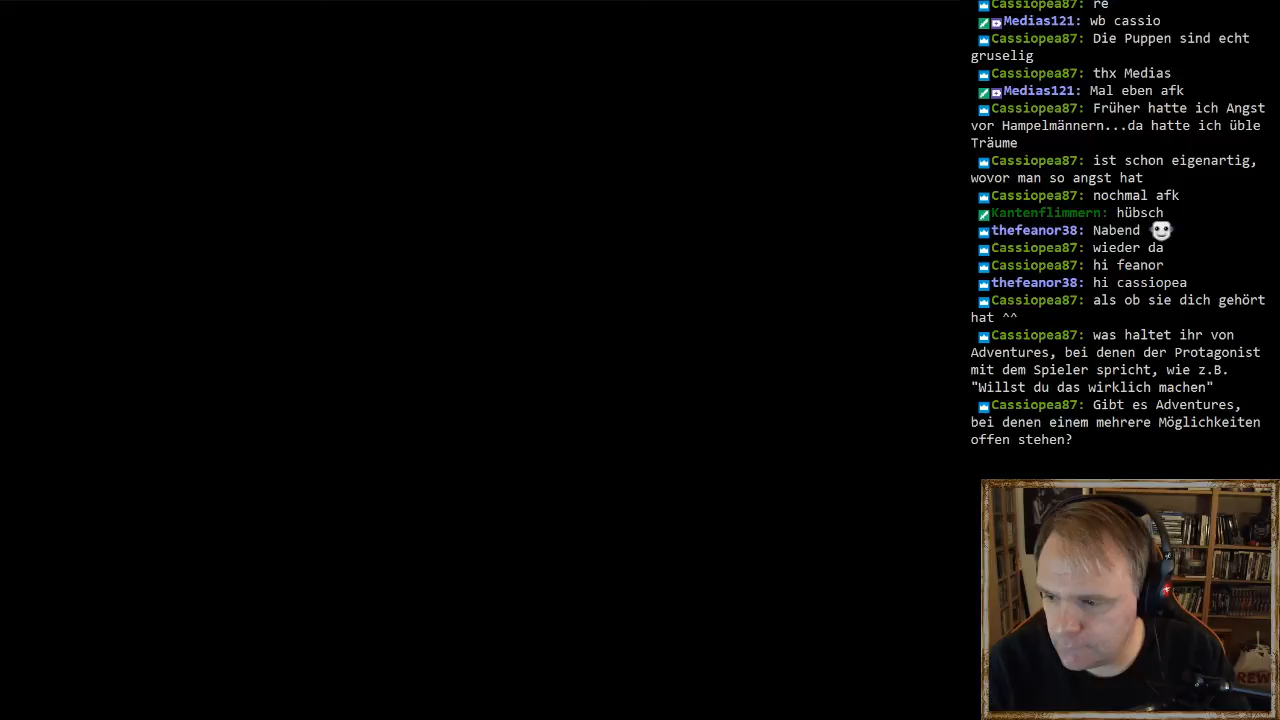 Cassiopea87: re
Medias121: wb cassio
Cassiopea87: Die Puppen sind echt
gruselig
Cassiopea87: thx Medias
Medias121: Mal eben afk
Cassiopea87: Früher hatte ich Angst
vor Hampelmännern...da hatte ich üble
Träume
Cassiopea87: ist schon eigenartig,
wovor man so angst hat
Cassiopea87: nochmal afk
Kantenflimmern: hübsch
thefeanor38: Nabend
Cassiopea87: wieder da
Cassiopea87: hi feanor
thefeanor38: hi cassiopea
Cassiopea87: als ob sie dich gehört
hat ^^
Cassiopea87: was haltet ihr von
Adventures, bei denen der Protagonist
mit dem Spieler spricht, wie z.B.
"Willst du das wirklich machen"
Cassiopea87: Gibt es Adventures,
bei denen einem mehrere Möglichkeiten
offen stehen?
REW